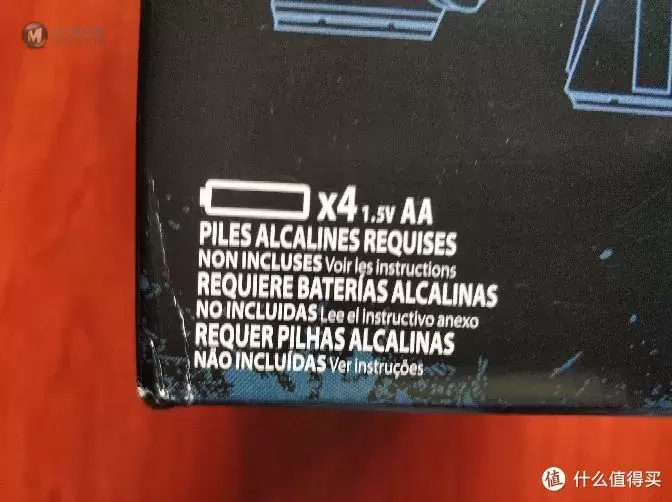 x4 1.5V AA
PILES ALCALINES REQUISES
NON INCLUSES Voir les instructions
REQUIERE BATERÍAS ALCALINAS
NO INCLUIDAS Lee el Instructivo anexo
REQUER PILHAS ALCALINAS
NÃO INCLUÍDAS Ver instruções
值 什么值得买